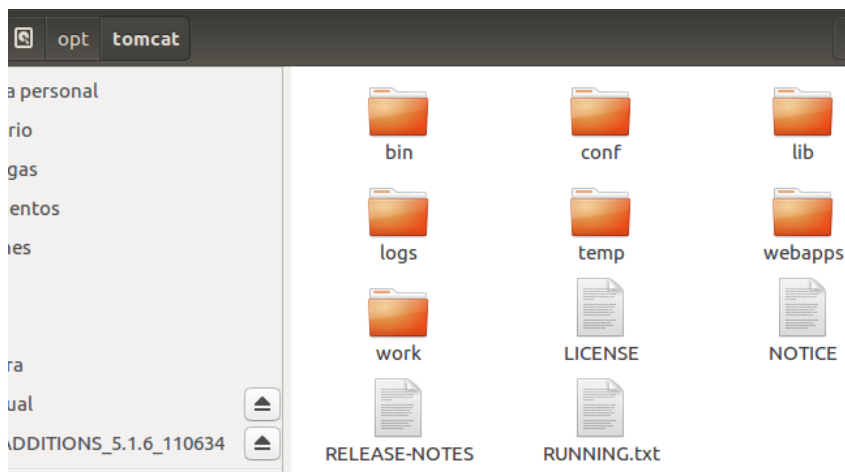 opt tomcat
a personal
rio
gas
entos
nes
ra
ual
ADDITIONS_5.1.6_110634
bin conf lib
logs temp webapps
work LICENSE NOTICE
RELEASE-NOTES RUNNING.txt